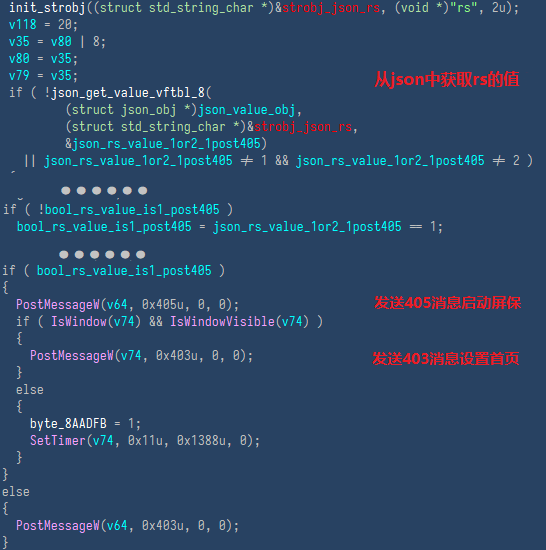 init_strobj((struct std_string_char *)&strobj_json_rs, (void *)"rs", 2u);
v118 = 20;
v35 = v80 | 8;
v80 = v35;
v79 = v35;
从json中获取rs的值
if ( !json_get_value_vftbl_8(
(struct json_obj *)json_value_obj,
(struct std_string_char *)&strobj_json_rs,
&json_rs_value_1or2_1post405)
|| json_rs_value_1or2_1post405 ≠ 1 && json_rs_value_1or2_1post405 ≠ 2 )
●●●●●●
if ( !bool_rs_value_is1_post405 )
bool_rs_value_is1_post405 = json_rs_value_1or2_1post405 == 1;
●●●●●●
if ( bool_rs_value_is1_post405 )
{
PostMessageW(v64, 0x405u, 0, 0); 发送405消息启动屏保
if ( IsWindow(v74) && IsWindowVisible(v74) )
{
PostMessageW(v74, 0x403u, 0, 0); 发送403消息设置首页
}
else
{
byte_8AADFB = 1;
SetTimer(v74, 0x11u, 0x1388u, 0);
}
}
else
{
PostMessageW(v64, 0x403u, 0, 0);
}